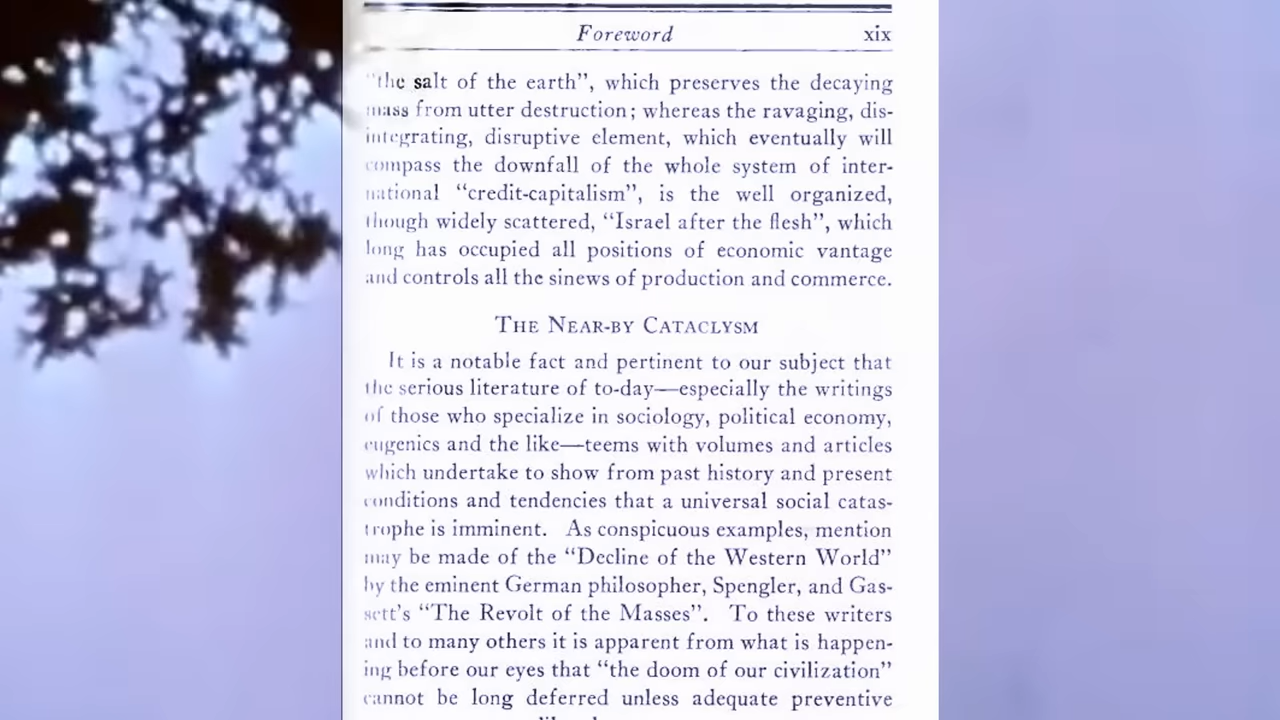 Foreword xix
"the salt of the earth", which preserves the decaying
mass from utter destruction; whereas the ravaging, dis-
integrating, disruptive element, which eventually will
compass the downfall of the whole system of inter-
national "credit-capitalism", is the well organized,
though widely scattered, "Israel after the flesh", which
long has occupied all positions of economic vantage
and controls all the sinews of production and commerce.
THE NEAR-BY CATACLYSM
It is a notable fact and pertinent to our subject that
the serious literature of to-day—especially the writings
of those who specialize in sociology, political economy,
eugenics and the like—teems with volumes and articles
which undertake to show from past history and present
conditions and tendencies that a universal social catas-
trophe is imminent. As conspicuous examples, mention
may be made of the "Decline of the Western World"
by the eminent German philosopher, Spengler, and Gas-
sett's "The Revolt of the Masses". To these writers
and to many others it is apparent from what is happen-
ing before our eyes that "the doom of our civilization"
cannot be long deferred unless adequate preventive